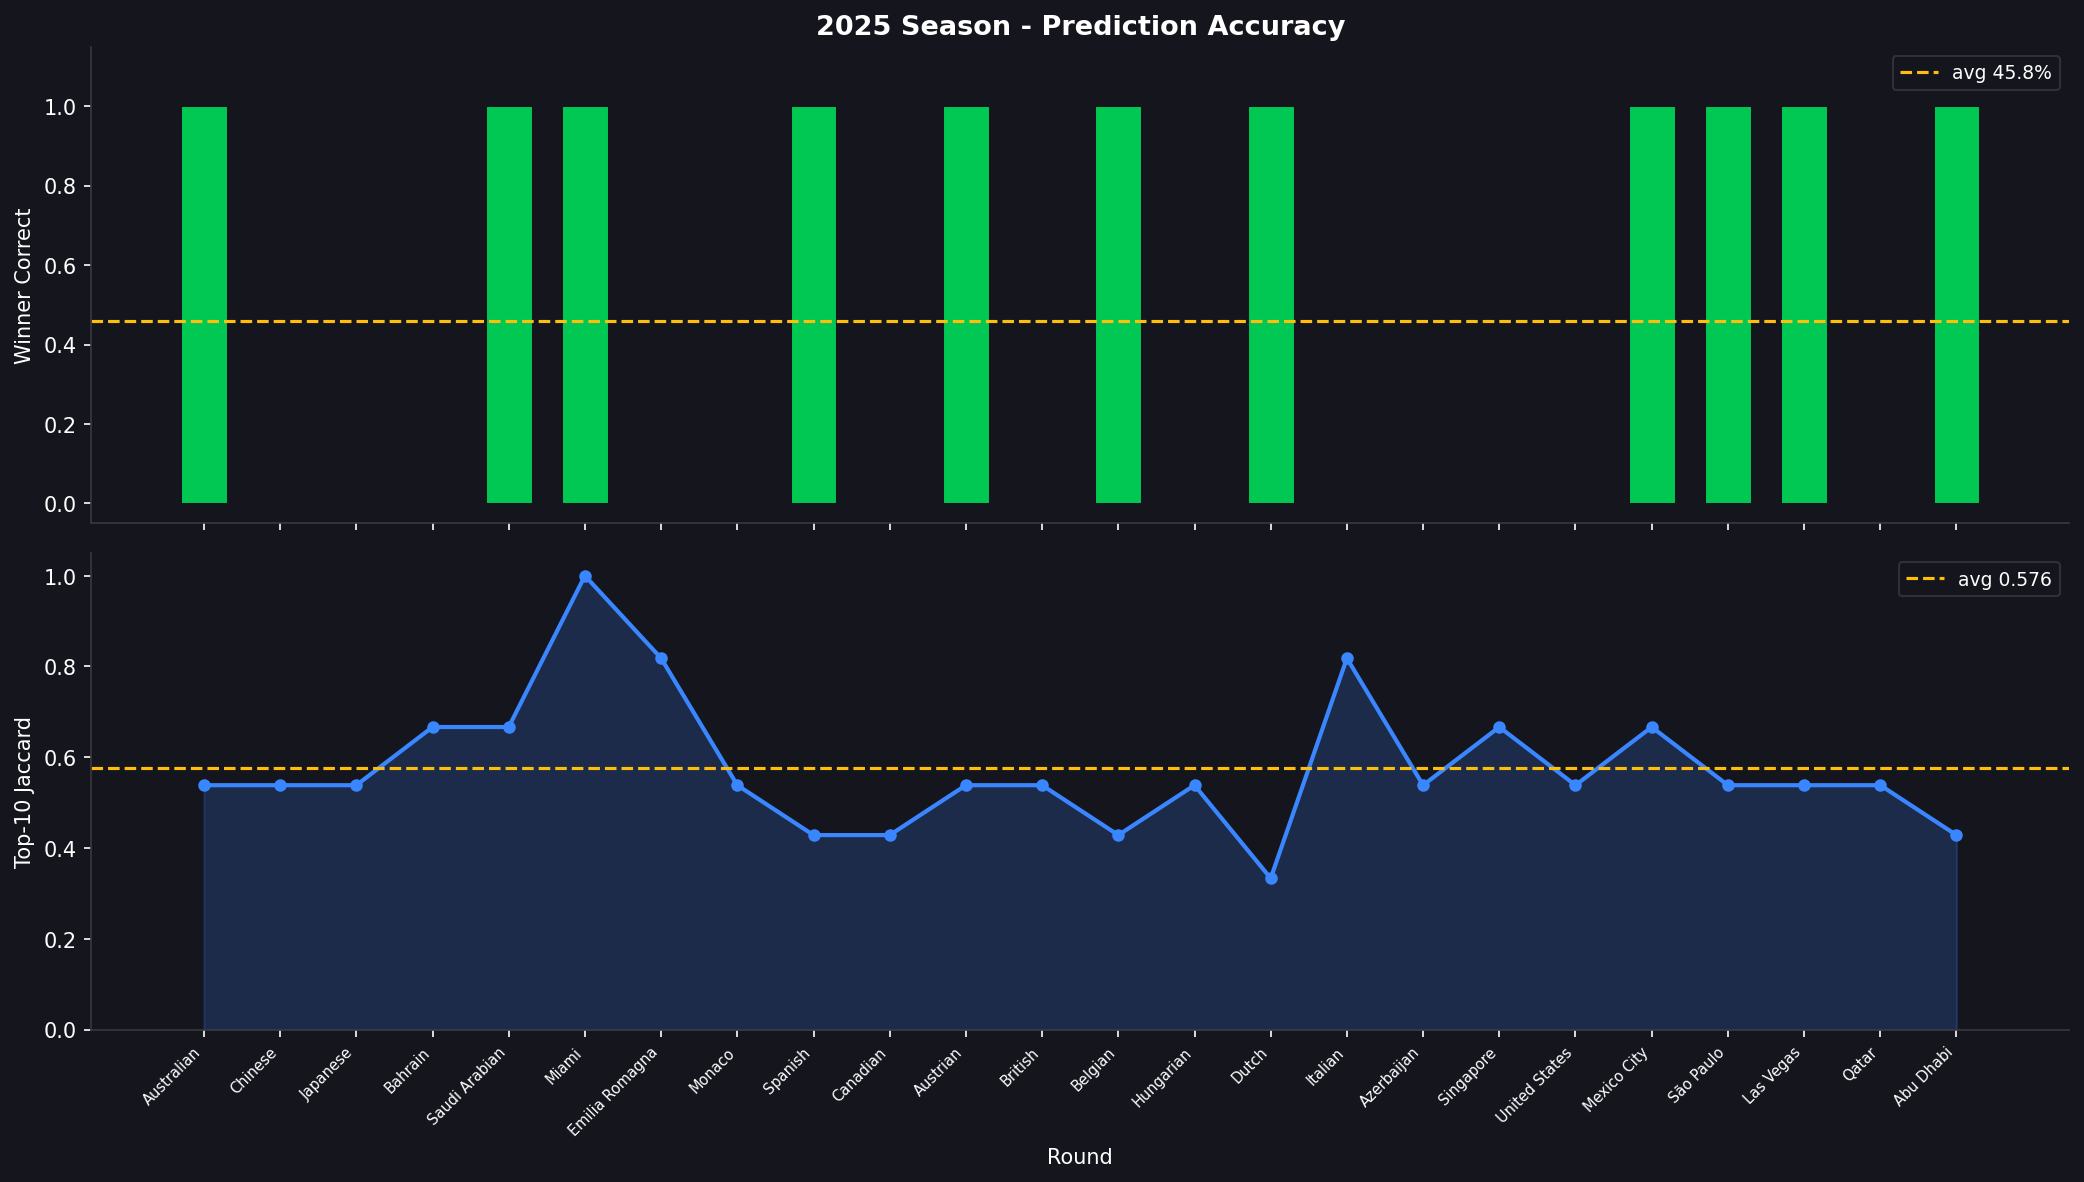 2025 Season - Prediction Accuracy
avg 45.8%
Winner Correct
1.0
0.8
0.6
0.4
0.2
0.0
avg 0.576
Top-10 Jaccard
1.0
0.8
0.6
0.4
0.2
0.0
Australian
Chinese
Japanese
Bahrain
Saudi Arabian
Miami
Emilia Romagna
Monaco
Spanish
Canadian
Austrian
British
Belgian
Hungarian
Dutch
Italian
Azerbaijan
Singapore
United States
Mexico City
São Paulo
Las Vegas
Qatar
Abu Dhabi
Round